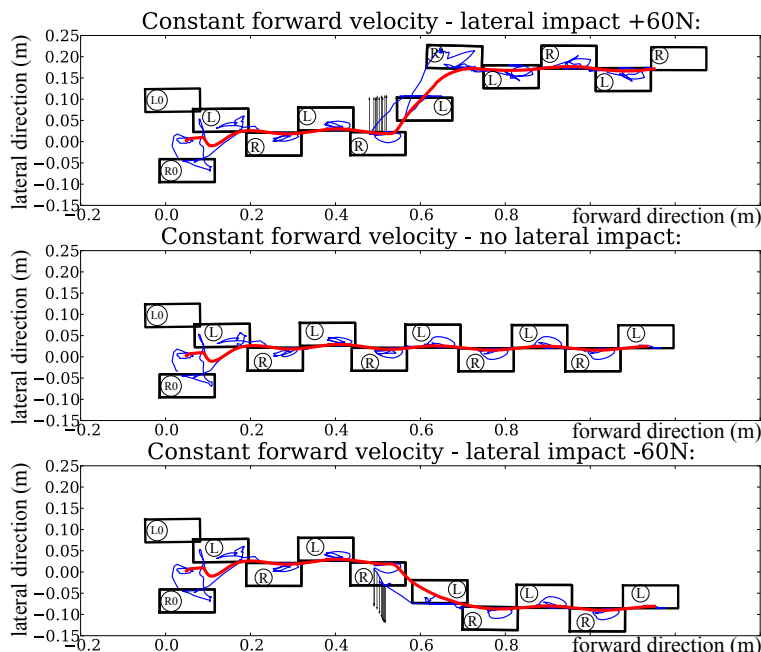 Constant forward velocity - lateral impact +60N:
lateral direction (m)
0.25
0.20
0.15
0.10
0.05
0.00
−0.05
−0.10
−0.15
L0
R0
L
R
L
R
L
R
L
R
L
R
−0.2
0.0
0.2
0.4
0.6
0.8
forward direction (m)
Constant forward velocity - no lateral impact:
lateral direction (m)
0.25
0.20
0.15
0.10
0.05
0.00
−0.05
−0.10
−0.15
L0
R0
L
R
L
R
L
R
L
R
L
−0.2
0.0
0.2
0.4
0.6
0.8
forward direction (m)
Constant forward velocity - lateral impact -60N:
lateral direction (m)
0.25
0.20
0.15
0.10
0.05
0.00
−0.05
−0.10
−0.15
L0
R0
L
R
L
R
L
R
L
R
L
−0.2
0.0
0.2
0.4
0.6
0.8
forward direction (m)